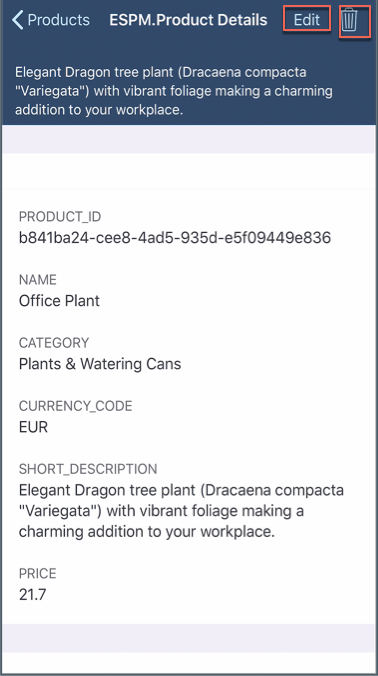 Products ESPM.Product Details Edit
Elegant Dragon tree plant (Dracaena compacta
"Variegata") with vibrant foliage making a charming
addition to your workplace.
PRODUCT_ID
b841ba24-cee8-4ad5-935d-e5f09449e836
NAME
Office Plant
CATEGORY
Plants & Watering Cans
CURRENCY_CODE
EUR
SHORT_DESCRIPTION
Elegant Dragon tree plant (Dracaena compacta
"Variegata") with vibrant foliage making a
charming addition to your workplace.
PRICE
21.7